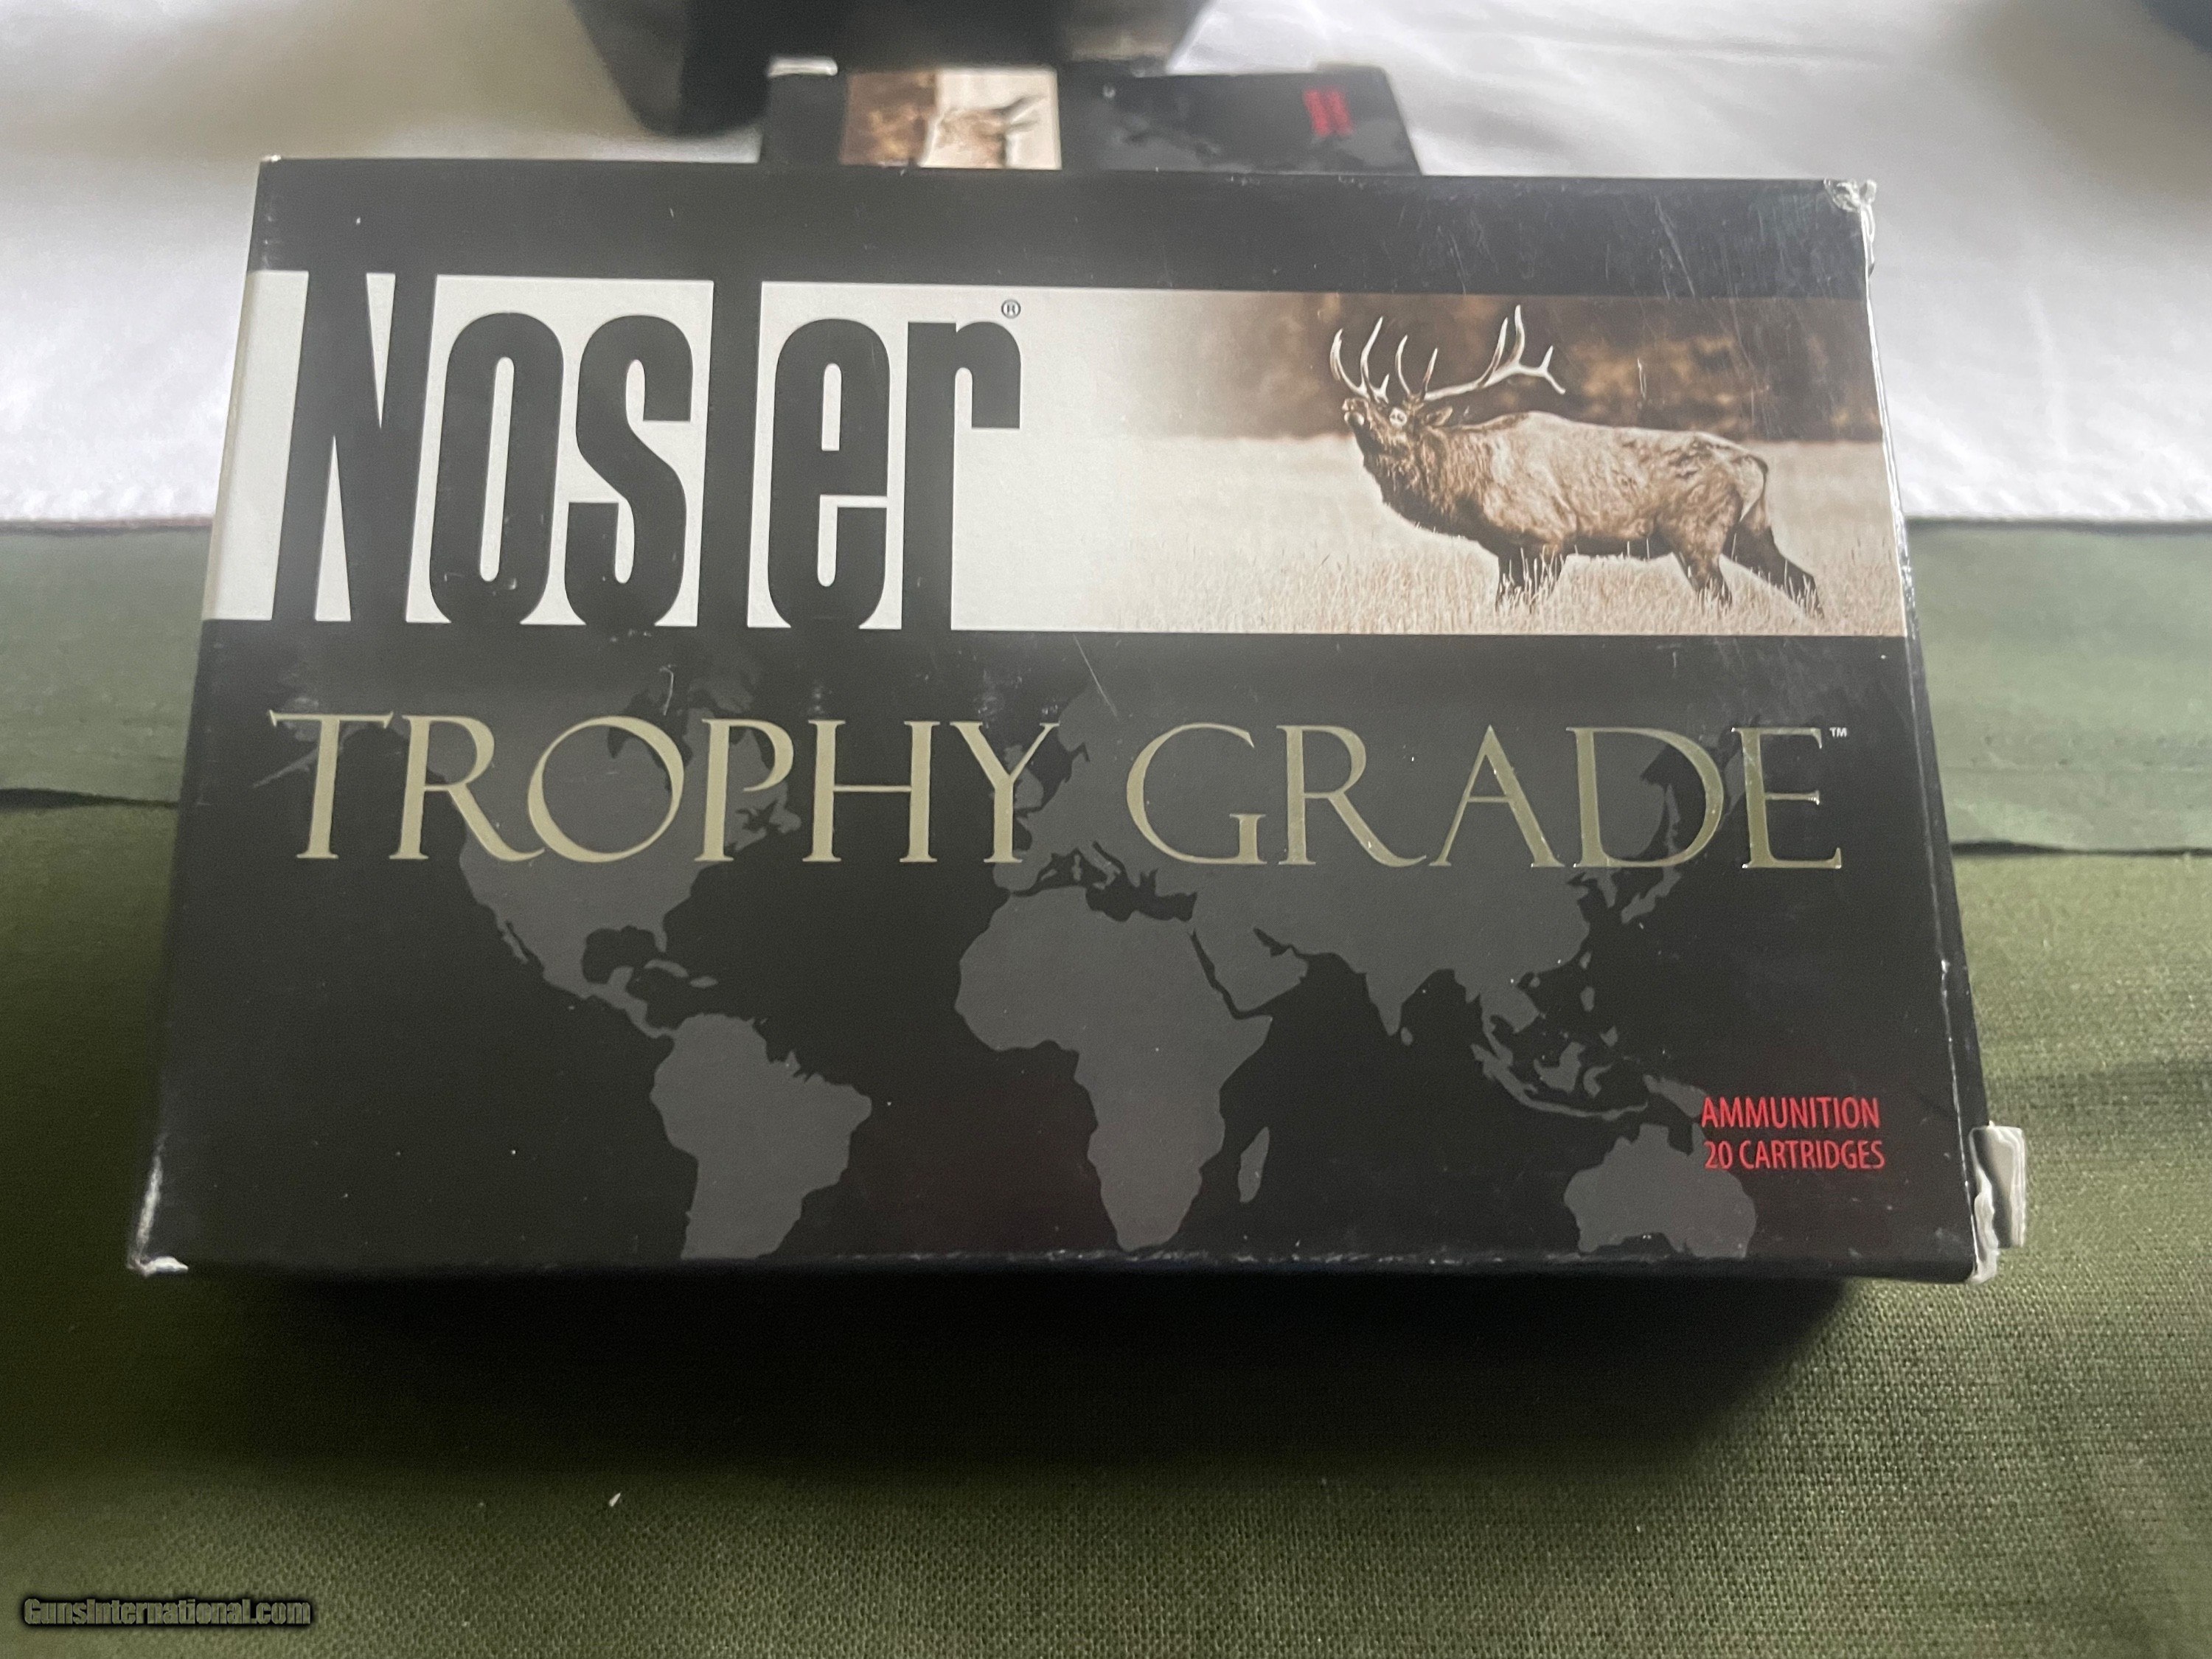 Nosler®
TROPHY GRADE™
AMMUNITION
20 CARTRIDGES
GunsInternational.com